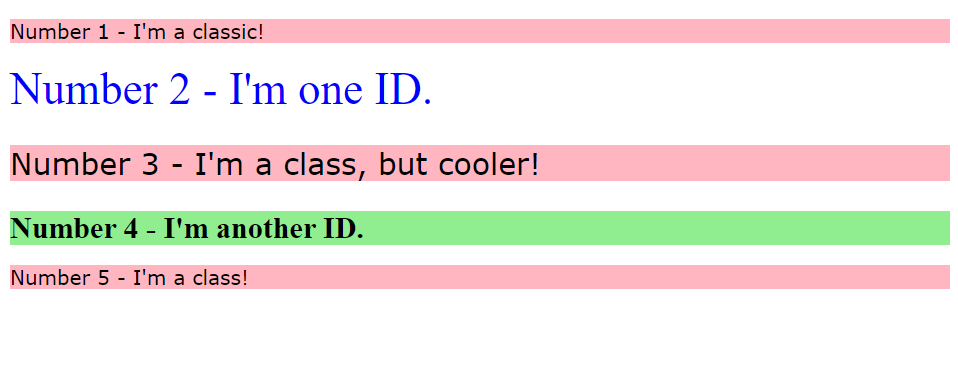 Number 1 - I'm a classic!
Number 2 - I'm one ID.
Number 3 - I'm a class, but cooler!
Number 4 - I'm another ID.
Number 5 - I'm a class!